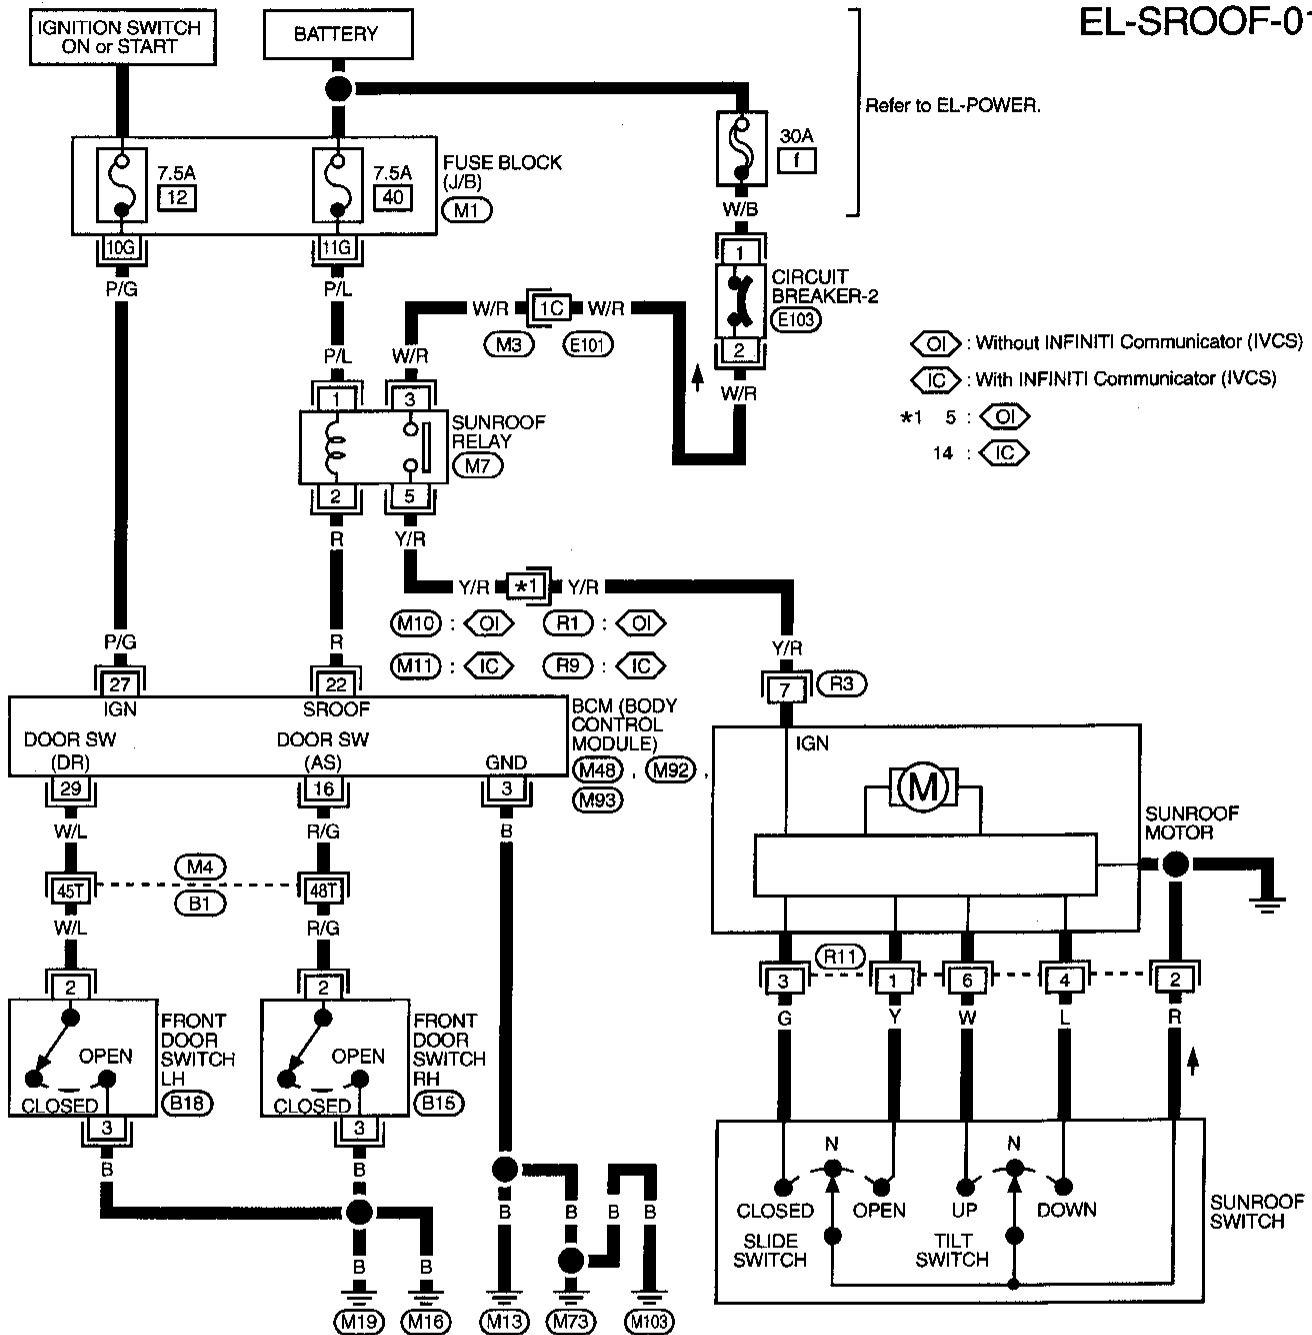 EL-SROOF-01
IGNITION SWITCH
ON or START
BATTERY
Refer to EL-POWER.
7.5A
12
7.5A
40
FUSE BLOCK
(J/B)
M1
30A
f
W/B
10G
11G
1
P/G
P/L
CIRCUIT
BREAKER-2
E103
W/R
1C
W/R
M3
E101
2
P/L
W/R
W/R
OI : Without INFINITI Communicator (IVCS)
IC : With INFINITI Communicator (IVCS)
*1 5 : OI
14 : IC
1
3
SUNROOF
RELAY
M7
2
5
R
Y/R
Y/R
*1
Y/R
M10 : OI
R1 : OI
M11 : IC
R9 : IC
P/G
R
Y/R
27
22
7
R3
IGN
SROOF
BCM (BODY
CONTROL
MODULE)
M48 , M92 ,
M93
DOOR SW
(DR)
DOOR SW
(AS)
GND
IGN
M
SUNROOF
MOTOR
29
16
3
W/L
R/G
B
M4
45T
48T
B1
W/L
R/G
2
2
R11
3
1
6
4
2
G
Y
W
L
R
FRONT
DOOR
SWITCH
LH
B18
OPEN
CLOSED
FRONT
DOOR
SWITCH
RH
B15
OPEN
CLOSED
3
3
B
B
N
N
CLOSED
OPEN
UP
DOWN
SLIDE
SWITCH
TILT
SWITCH
SUNROOF
SWITCH
B
B
B
B
B
B
M19
M16
M13
M73
M103